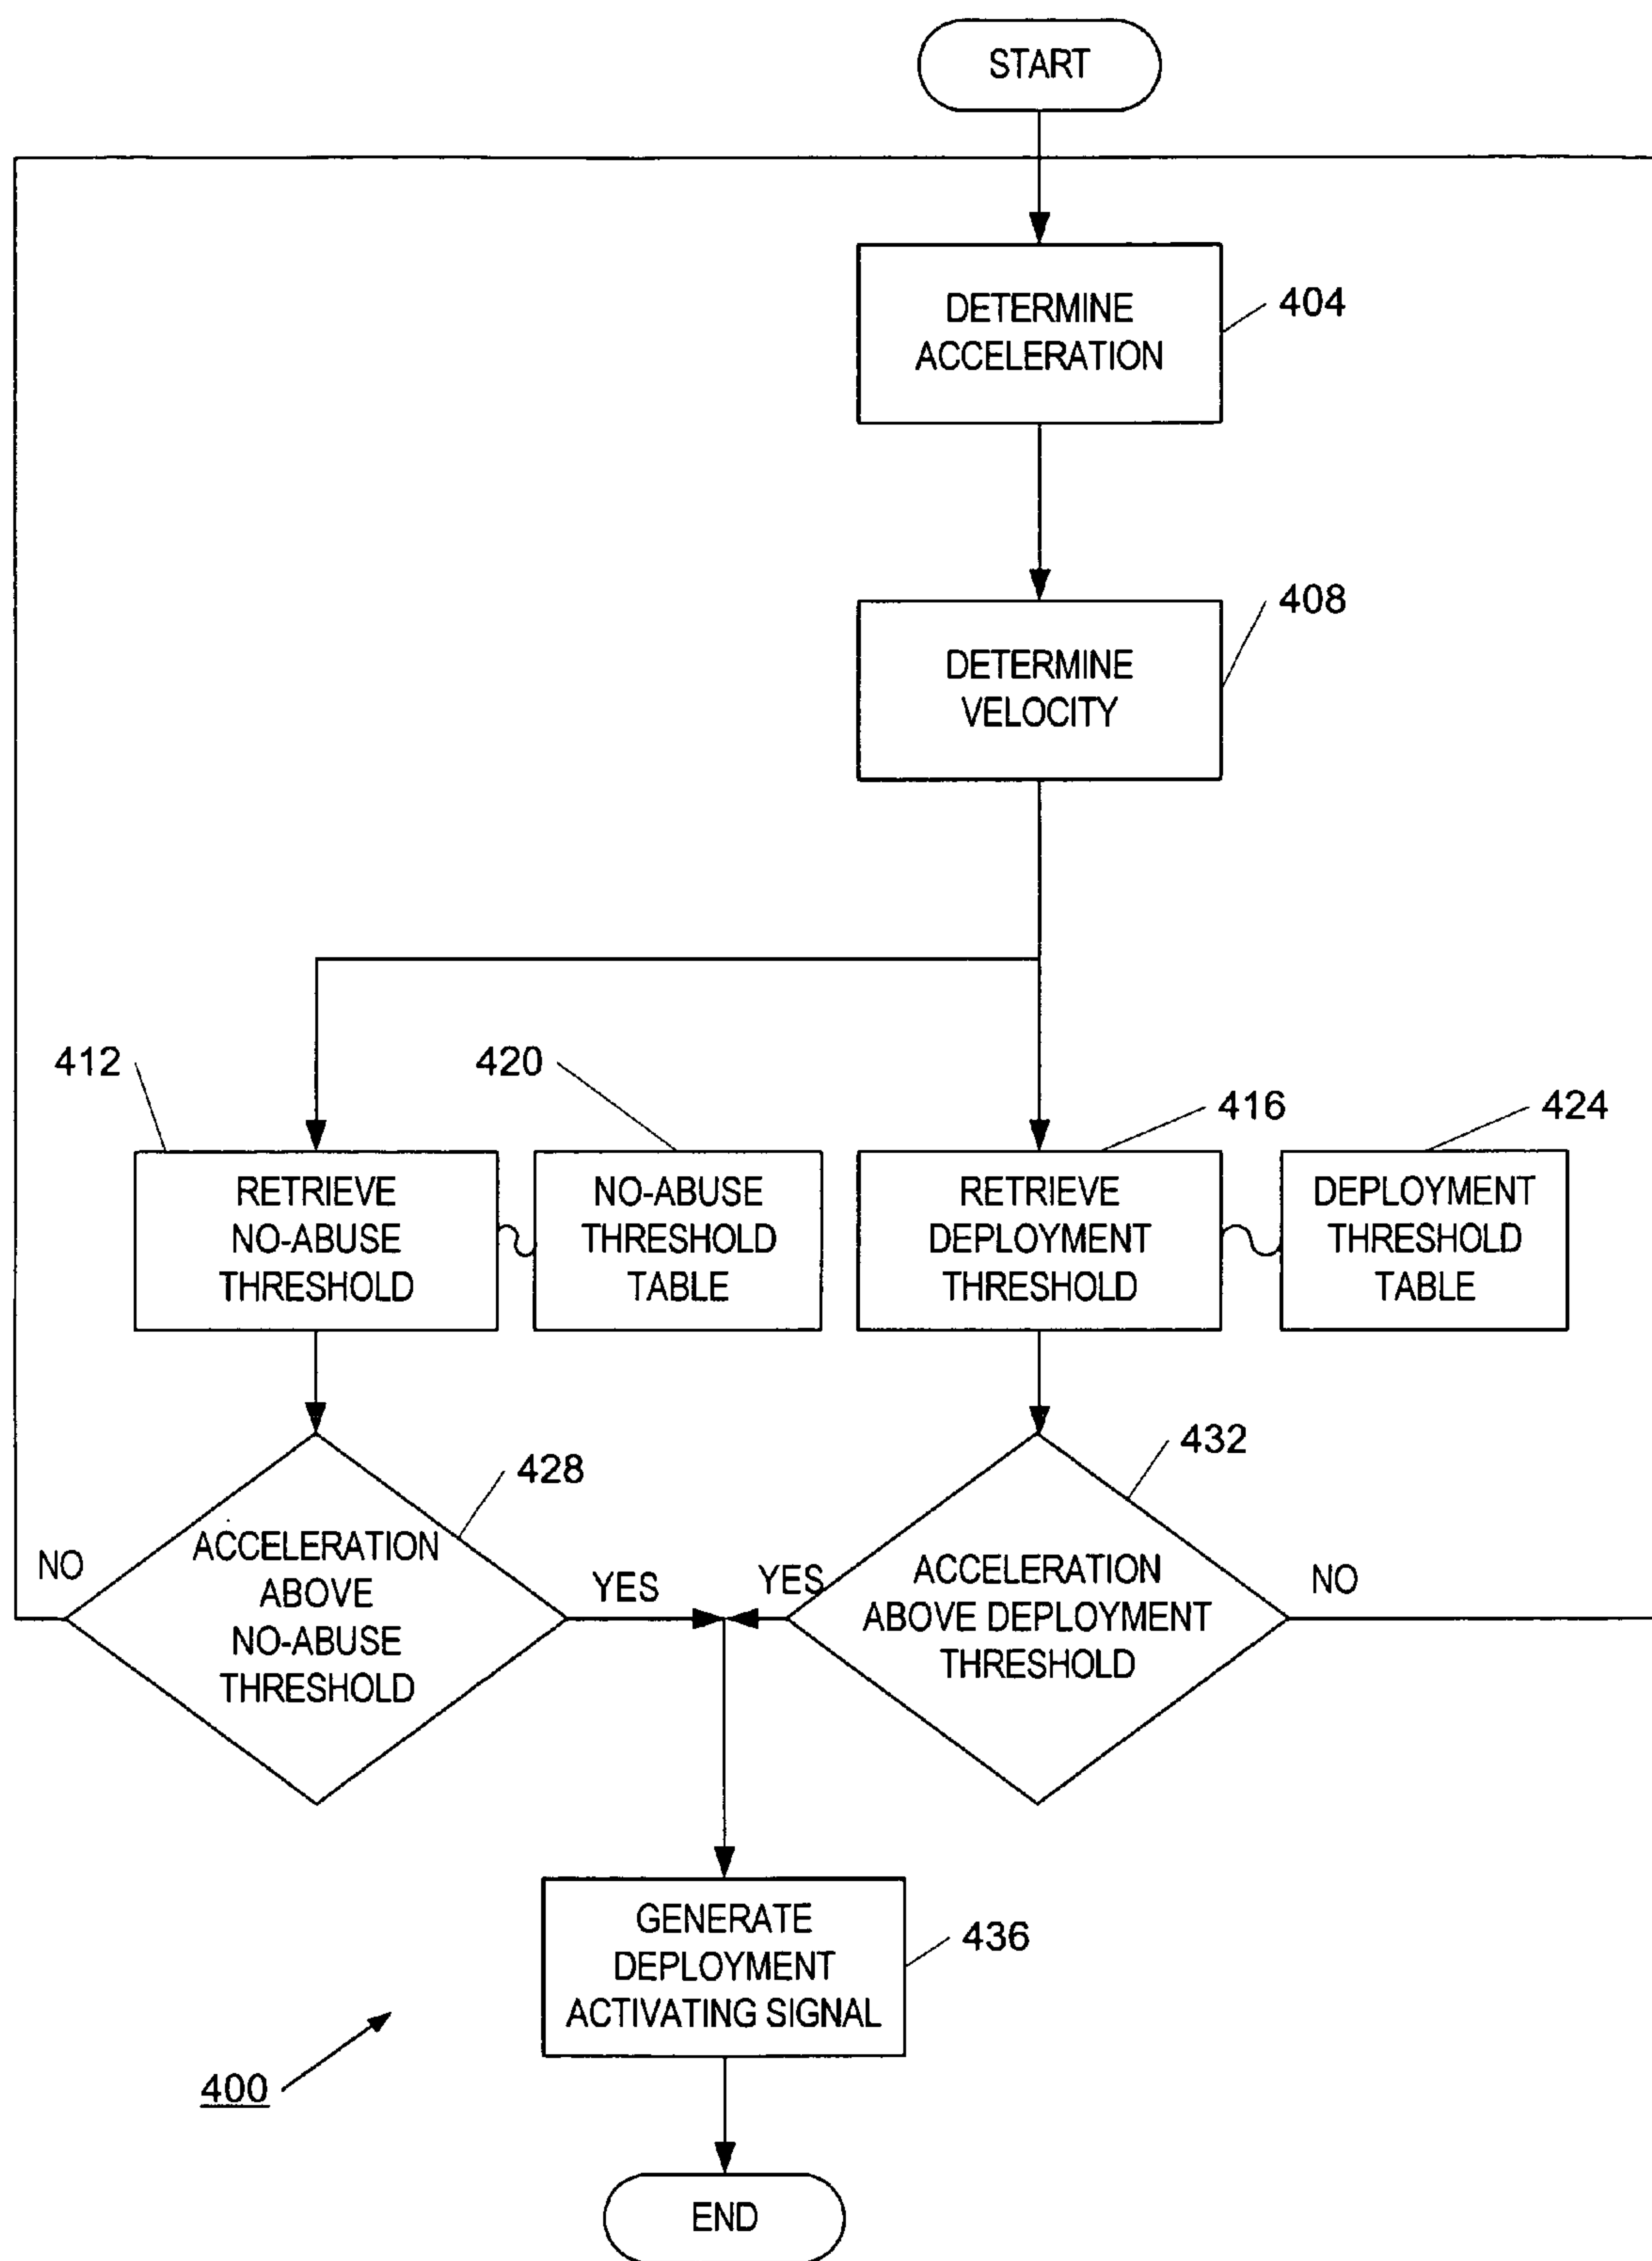 START
DETERMINE
ACCELERATION
404
DETERMINE
VELOCITY
408
412
420
416
424
RETRIEVE
NO-ABUSE
THRESHOLD
NO-ABUSE
THRESHOLD
TABLE
RETRIEVE
DEPLOYMENT
THRESHOLD
DEPLOYMENT
THRESHOLD
TABLE
428
432
NO
ACCELERATION
ABOVE
NO-ABUSE
THRESHOLD
YES
YES
ACCELERATION
ABOVE DEPLOYMENT
THRESHOLD
NO
GENERATE
DEPLOYMENT
ACTIVATING SIGNAL
436
400
END